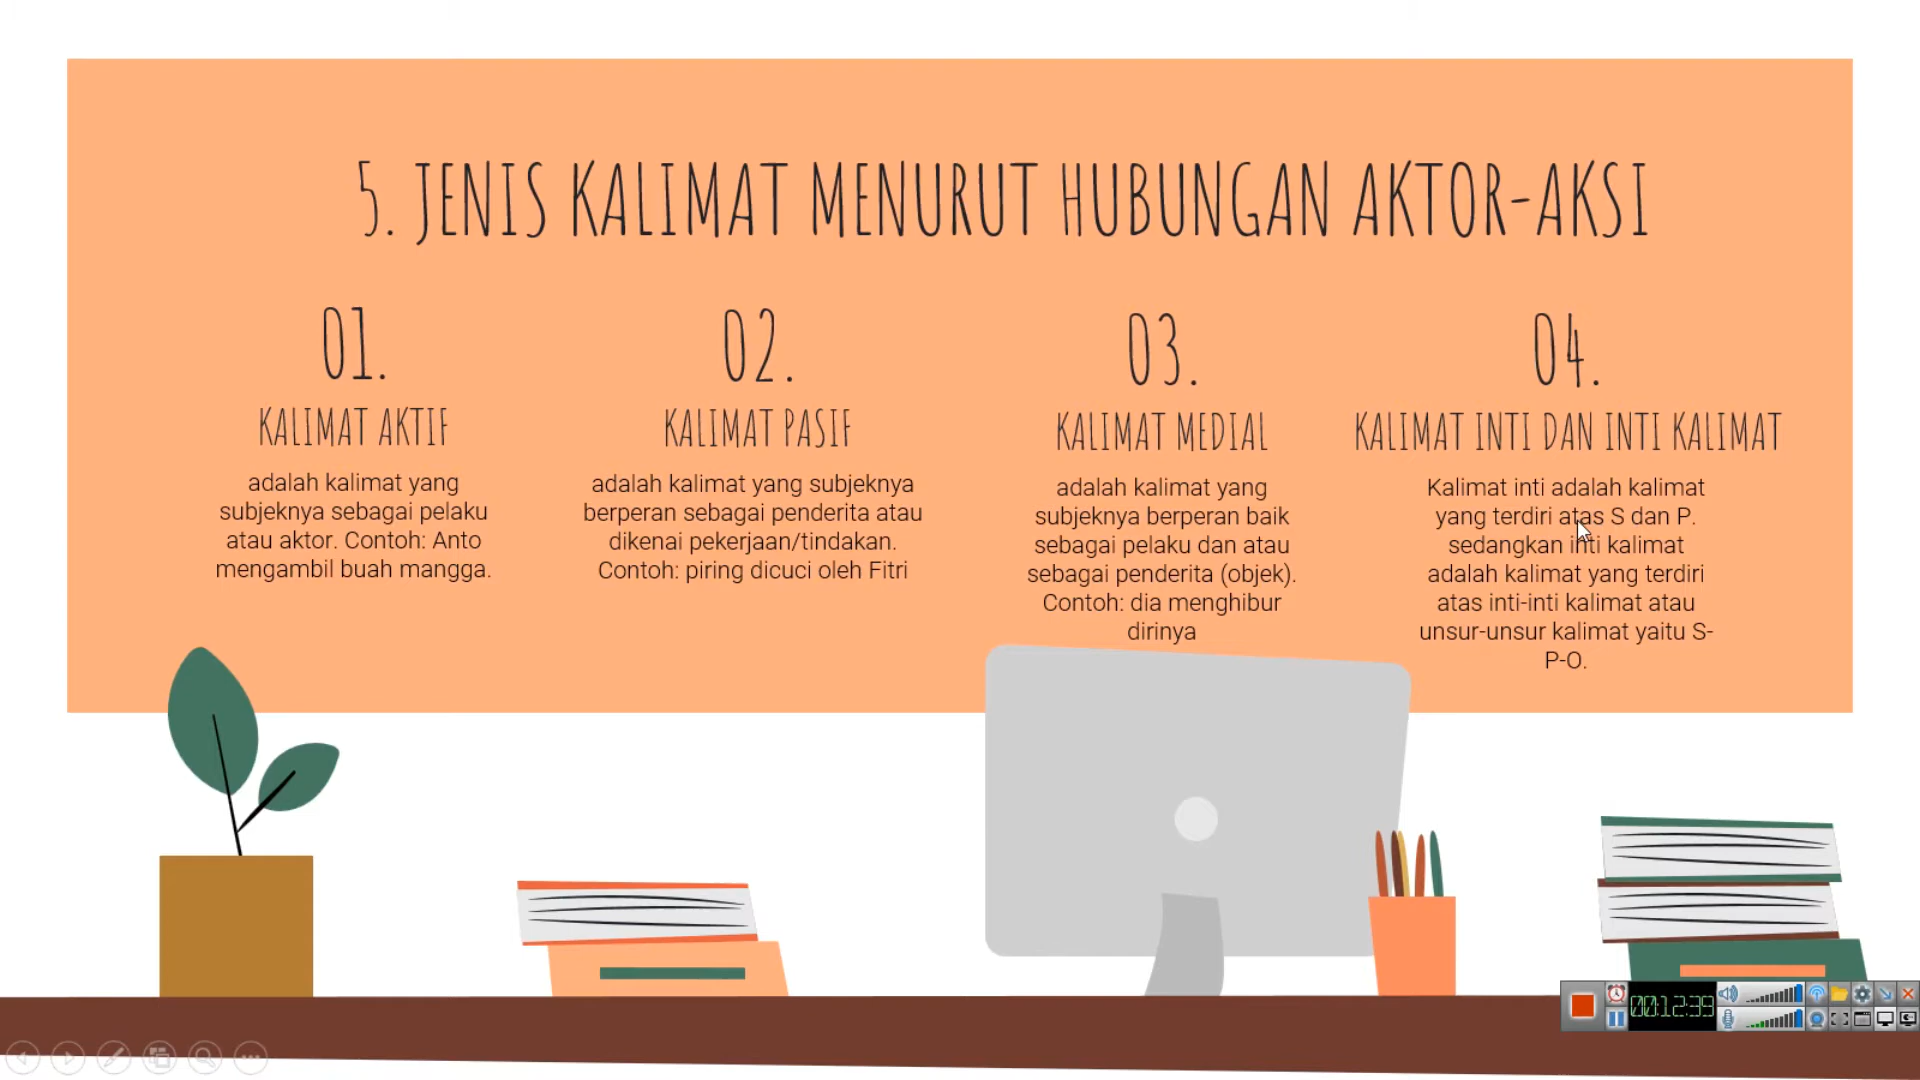 5. JENIS KALIMAT MENURUT HUBUNGAN AKTOR-AKSI
01.
KALIMAT AKTIF
adalah kalimat yang
subjeknya sebagai pelaku
atau aktor. Contoh: Anto
mengambil buah mangga.
02.
KALIMAT PASIF
adalah kalimat yang subjeknya
berperan sebagai penderita atau
dikenai pekerjaan/tindakan.
Contoh: piring dicuci oleh Fitri
03.
KALIMAT MEDIAL
adalah kalimat yang
subjeknya berperan baik
sebagai pelaku dan atau
sebagai penderita (objek).
Contoh: dia menghibur
dirinya
04.
KALIMAT INTI DAN INTI KALIMAT
Kalimat inti adalah kalimat
yang terdiri atas S dan P.
sedangkan inti kalimat
adalah kalimat yang terdiri
atas inti-inti kalimat atau
unsur-unsur kalimat yaitu S-
P-O.
00:12:39